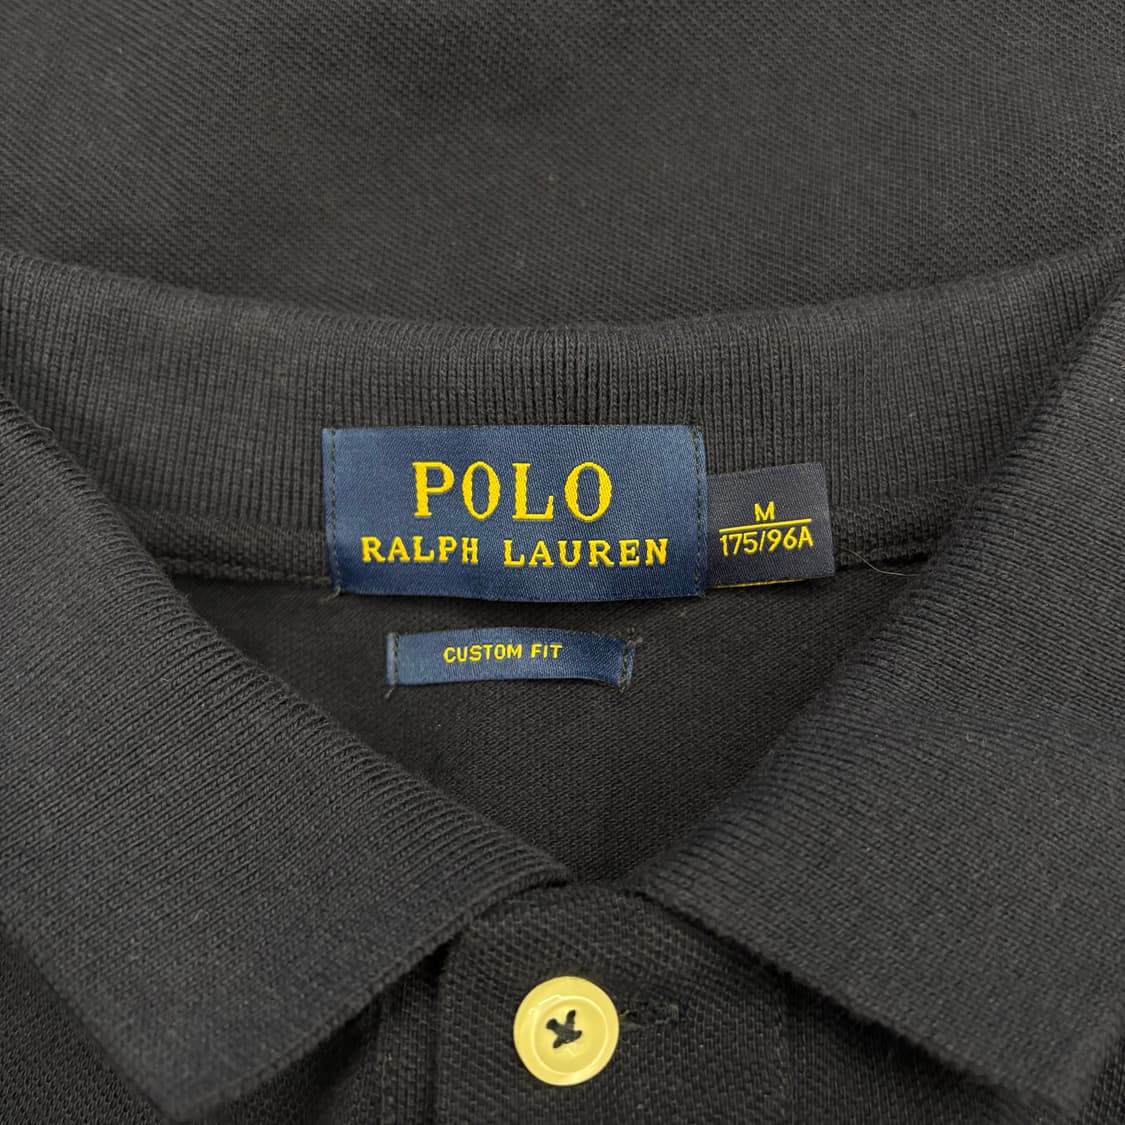 POLO
RALPH LAUREN
M
175/96A
CUSTOM FIT